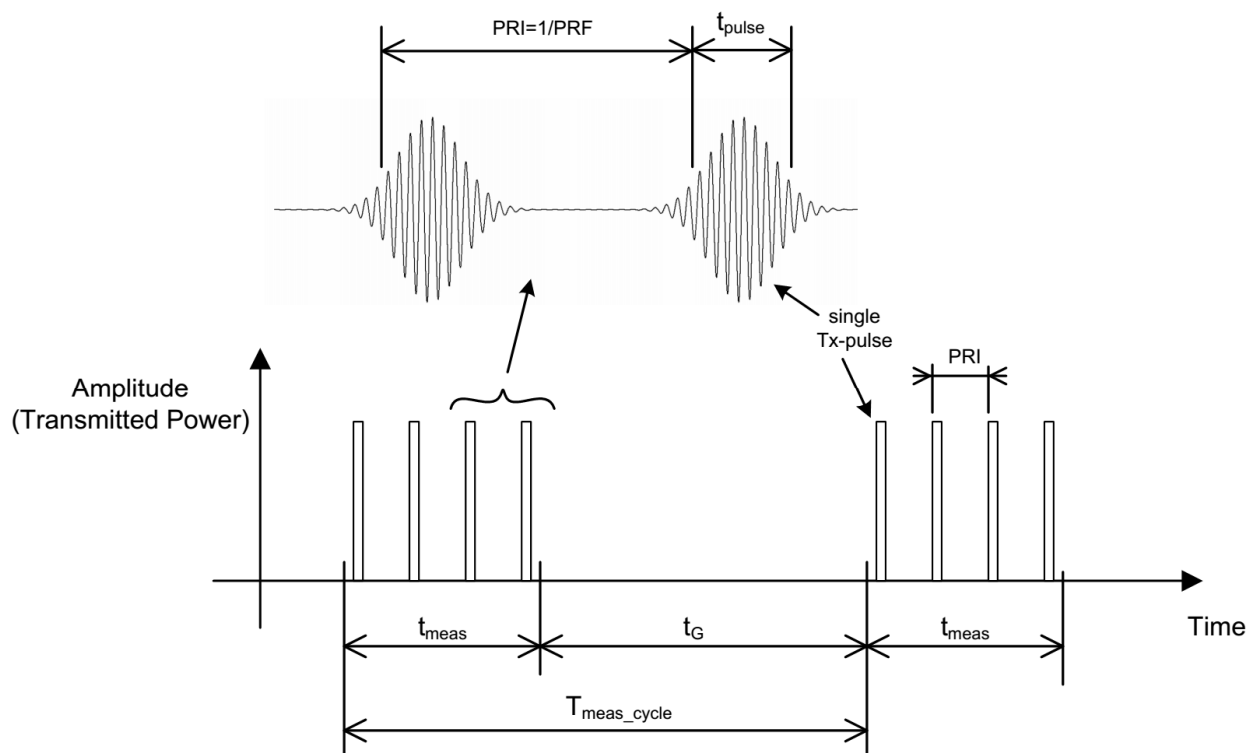 PRI=1/PRF
tpulse
single
Tx-pulse
PRI
Amplitude
(Transmitted Power)
tmeas
tG
tmeas
Time
Tmeas_cycle